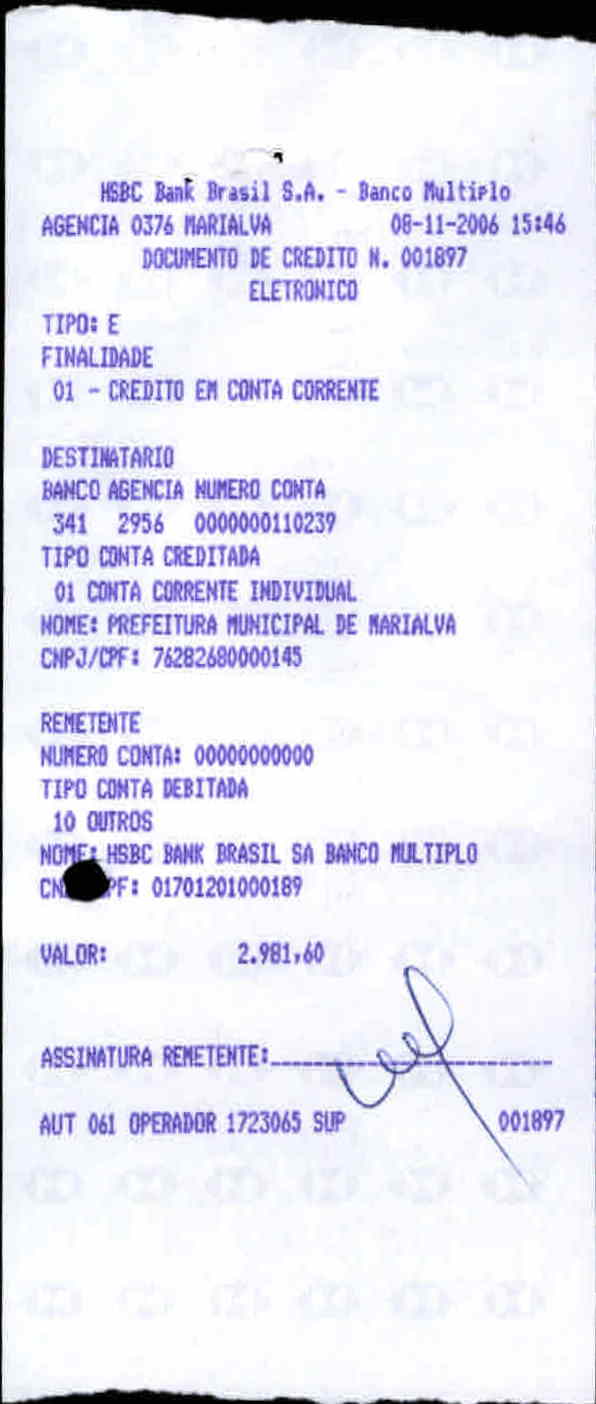 HSBC Bank Brasil S.A. - Banco Multiplo
AGENCIA 0376 MARIALVA 08-11-2006 15:46
DOCUMENTO DE CREDITO N. 001897
ELETRONICO
TIPO: E
FINALIDADE
01 - CREDITO EM CONTA CORRENTE
DESTINATARIO
BANCO AGENCIA NUMERO CONTA
341 2956 0000000110239
TIPO CONTA CREDITADA
01 CONTA CORRENTE INDIVIDUAL
NOME: PREFEITURA MUNICIPAL DE MARIALVA
CNPJ/CPF: 76282680000145
REMETENTE
NUMERO CONTA: 00000000000
TIPO CONTA DEBITADA
10 OUTROS
NOME: HSBC BANK BRASIL SA BANCO MULTIPLO
CN PF: 01701201000189
VALOR: 2.981,60
ASSINATURA REMETENTE:
AUT 061 OPERADOR 1723065 SUP 001897